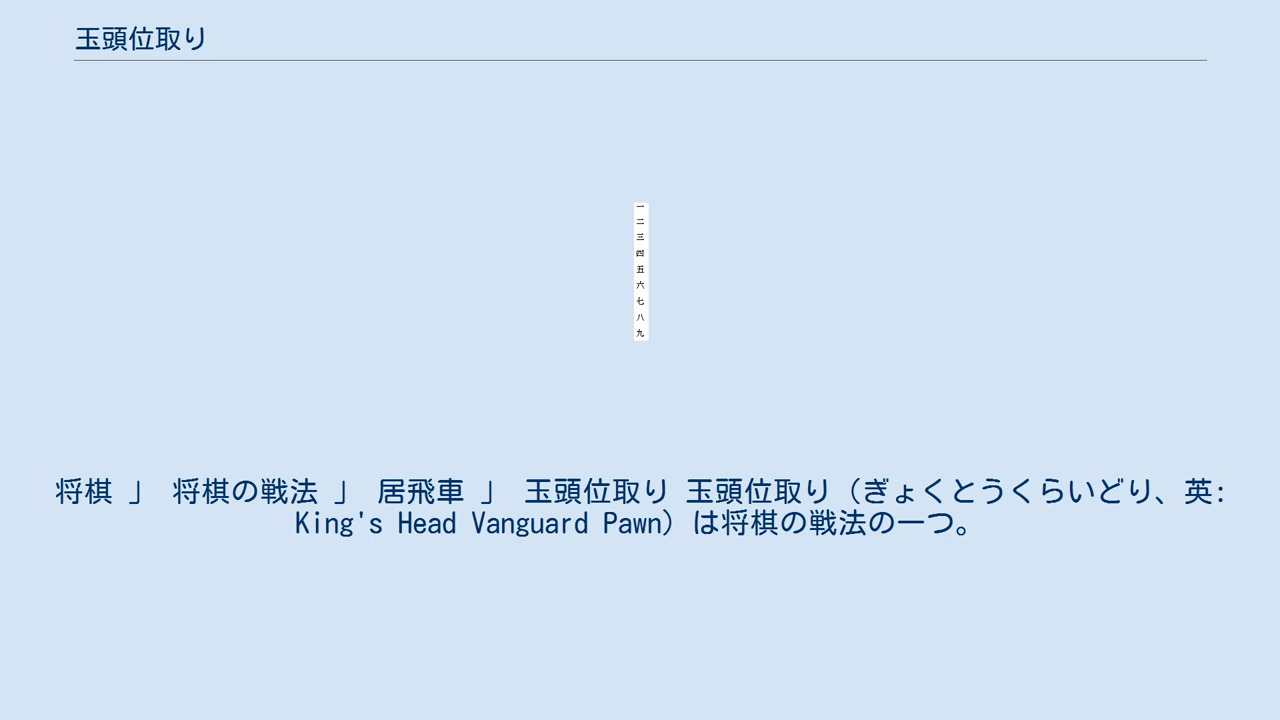 玉頭位取り
一
二
三
四
五
六
七
八
九
将棋 」 将棋の戦法 」 居飛車 」 玉頭位取り 玉頭位取り（ぎょくとうくらいどり、英:
King's Head Vanguard Pawn）は将棋の戦法の一つ。